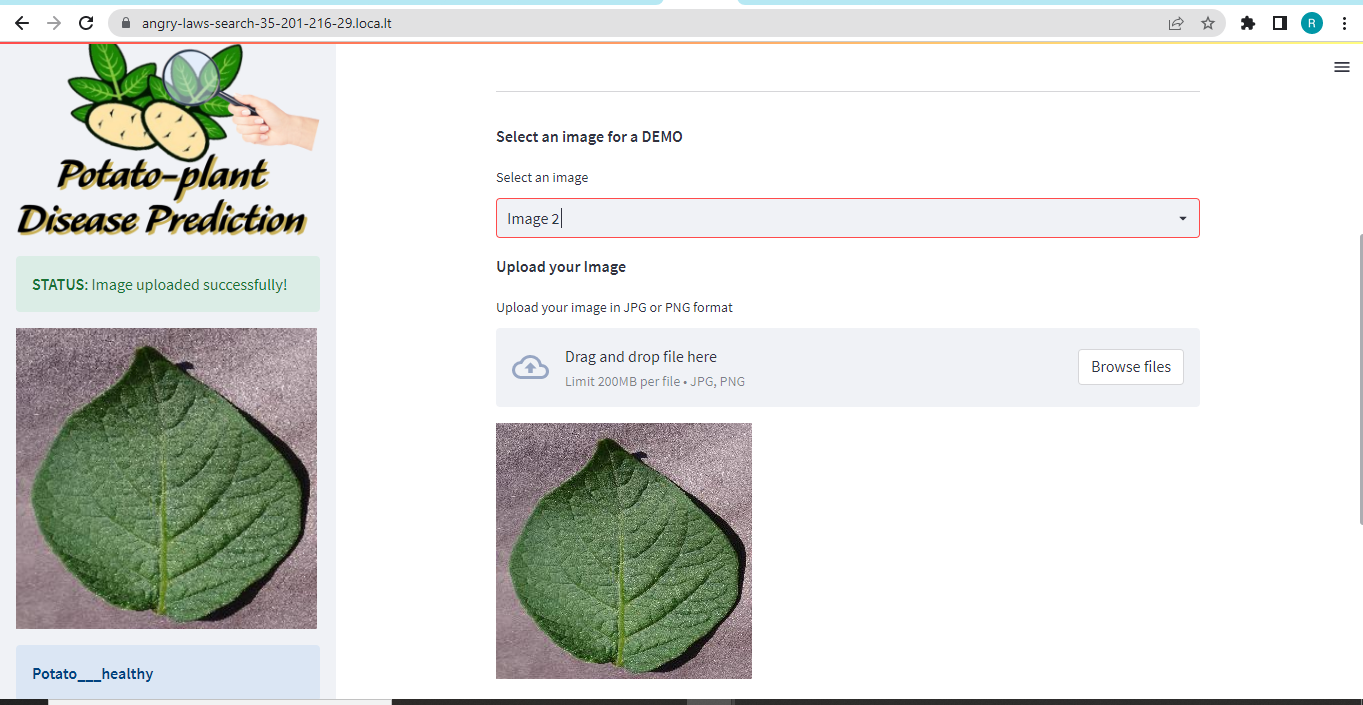 angry-laws-search-35-201-216-29.loca.lt
R
Potato-plant
Disease Prediction
STATUS: Image uploaded successfully!
Potato___healthy
Select an image for a DEMO
Select an image
Image 2
Upload your Image
Upload your image in JPG or PNG format
Drag and drop file here
Limit 200MB per file • JPG, PNG
Browse files